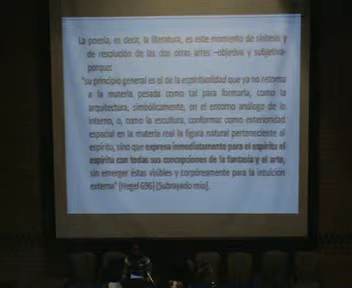 La poesía, es decir, la literatura, es este momento de síntesis y
de resolución de las dos otras artes –objetiva y subjetiva-
porque:
"su principio general es el de la espiritualidad que ya no retorna
a la materia pesada como tal para formarla, como la
arquitectura, simbólicamente, en el entorno análogo de lo
interno, o, como la escultura, conformar como exterioridad
espacial en la materia real la figura natural perteneciente al
espíritu, sino que expresa inmediatamente para el espíritu el
espíritu con todas sus concepciones de la fantasía y el arte,
sin emerger éstas visibles y corpóreamente para la intuición
externa" (Hegel 696) [Subrayado mío].